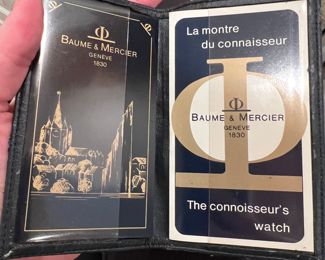 BAUME & MERCIER
GENEVE
1830
La montre
du connaisseur
BAUME & MERCIER
GENEVE
1830
The connoisseur's
watch